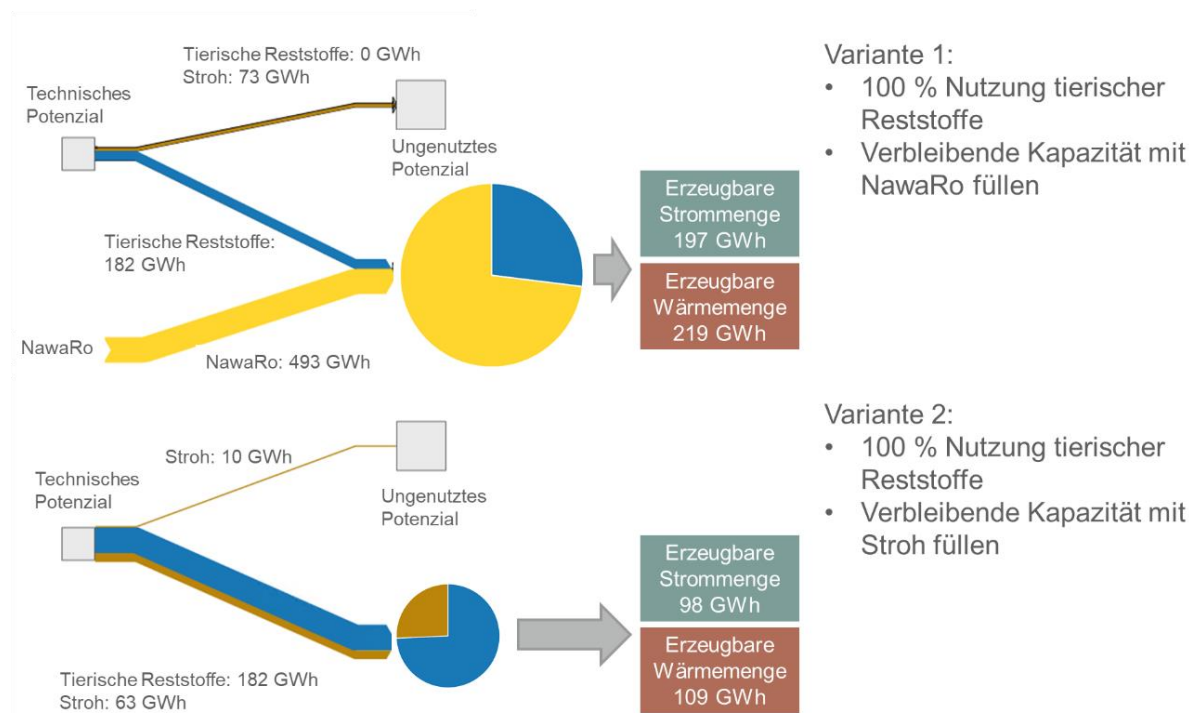 Tierische Reststoffe: 0 GWh
Stroh: 73 GWh
Technisches
Potenzial
Ungenutztes
Potenzial
Tierische Reststoffe:
182 GWh
NawaRo
NawaRo: 493 GWh
Erzeugbare
Strommenge
197 GWh
Erzeugbare
Wärmemenge
219 GWh
Variante 1:
• 100 % Nutzung tierischer
Reststoffe
• Verbleibende Kapazität mit
NawaRo füllen
Stroh: 10 GWh
Technisches
Potenzial
Ungenutztes
Potenzial
Tierische Reststoffe: 182 GWh
Stroh: 63 GWh
Erzeugbare
Strommenge
98 GWh
Erzeugbare
Wärmemenge
109 GWh
Variante 2:
• 100 % Nutzung tierischer
Reststoffe
• Verbleibende Kapazität mit
Stroh füllen